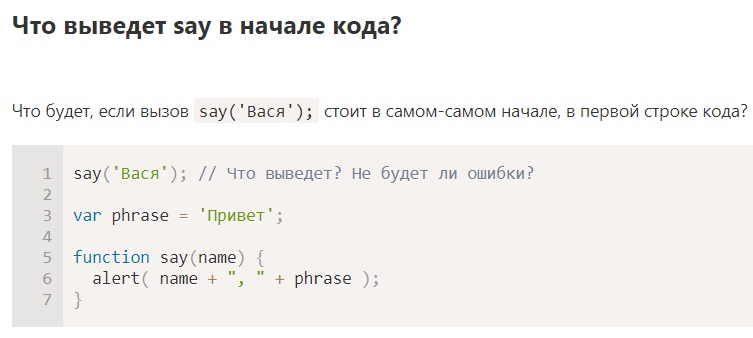 Что выведет say в начале кода?
Что будет, если вызов say('Вася'); стоит в самом-самом начале, в первой строке кода?
1 say('Вася'); // Что выведет? Не будет ли ошибки?
2
3 var phrase = 'Привет';
4
5 function say(name) {
6   alert( name + ", " + phrase );
7 }